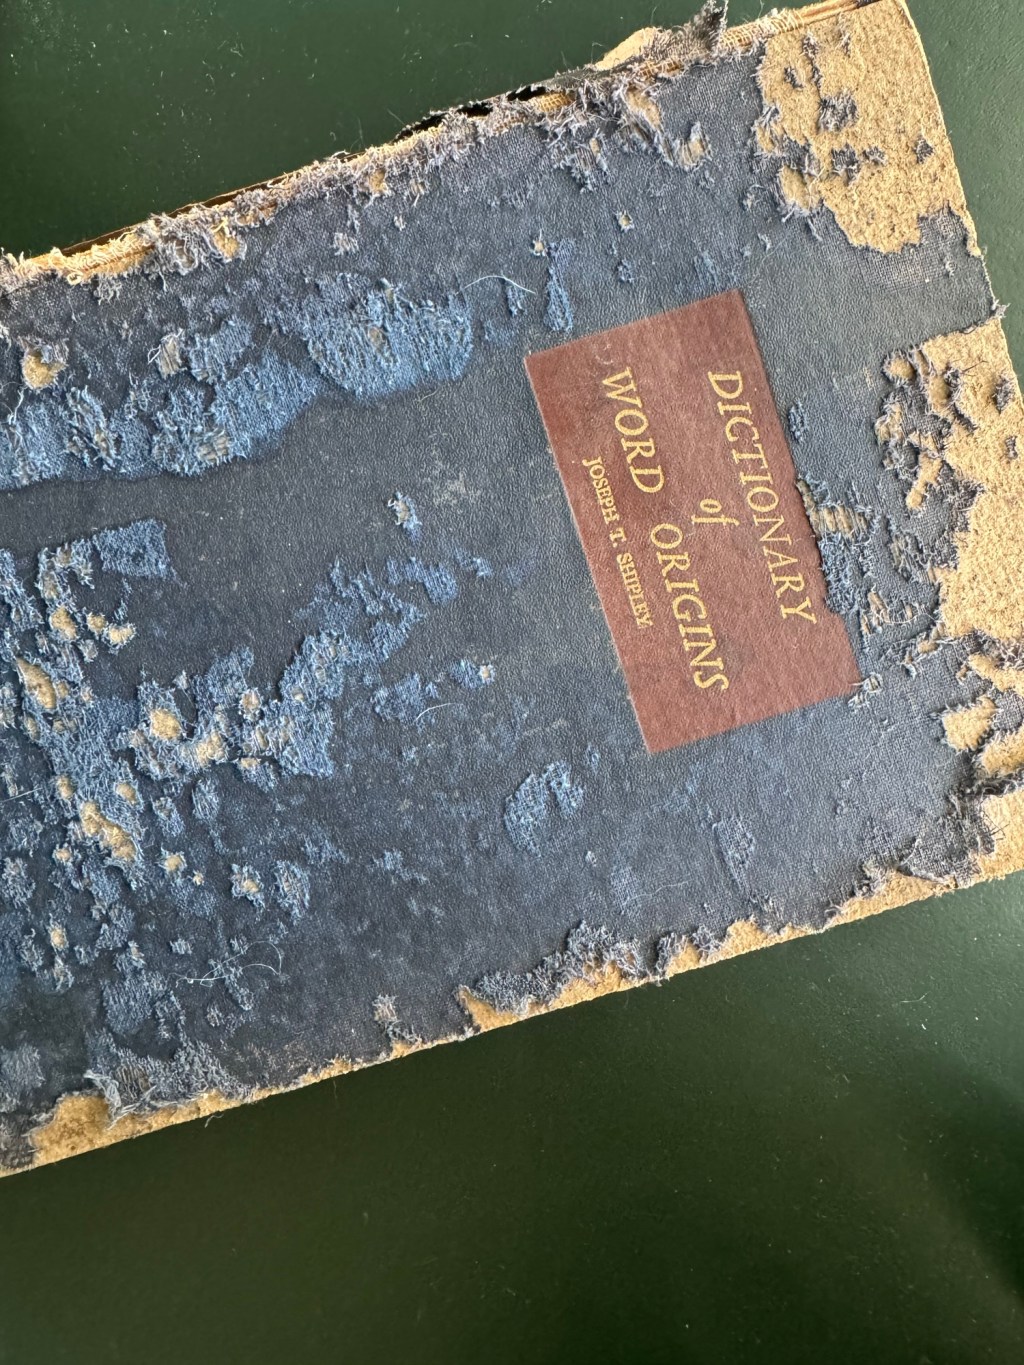 DICTIONARY
of
WORD ORIGINS
JOSEPH T. SHIPLEY.